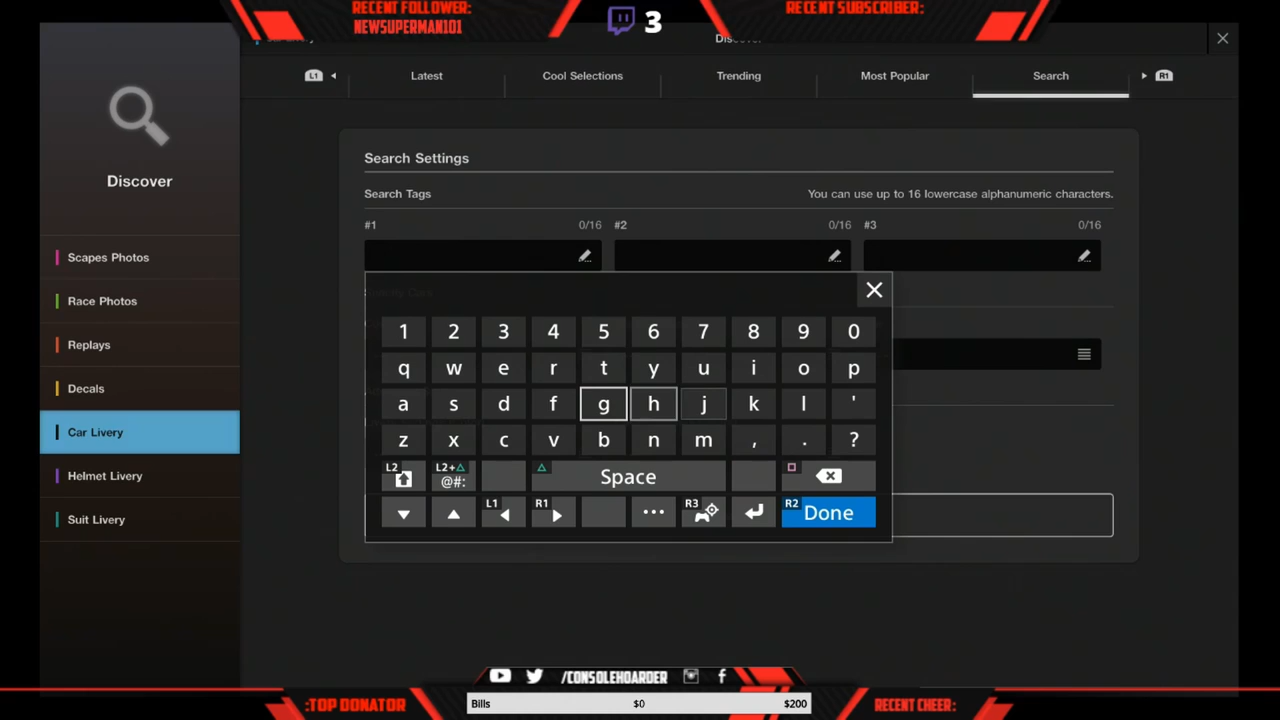 RECENT FOLLOWER:
NEWSUPERMAN101
3
RECENT SUBSCRIBER:
L1
Latest
Cool Selections
Trending
Most Popular
Search
R1
Discover
Scapes Photos
Race Photos
Replays
Decals
Car Livery
Helmet Livery
Suit Livery
Search Settings
Search Tags
You can use up to 16 lowercase alphanumeric characters.
#1 0/16 #2 0/16 #3 0/16
1 2 3 4 5 6 7 8 9 0
q w e r t y u i o p
a s d f g h j k l '
z x c v b n m , . ?
L2 L2+△ @#: △ Space □
L1 R1 ... R3 R2 Done
/CONSOLEHOARDER
:TOP DONATOR
Bills $0 $200
RECENT CHEER: